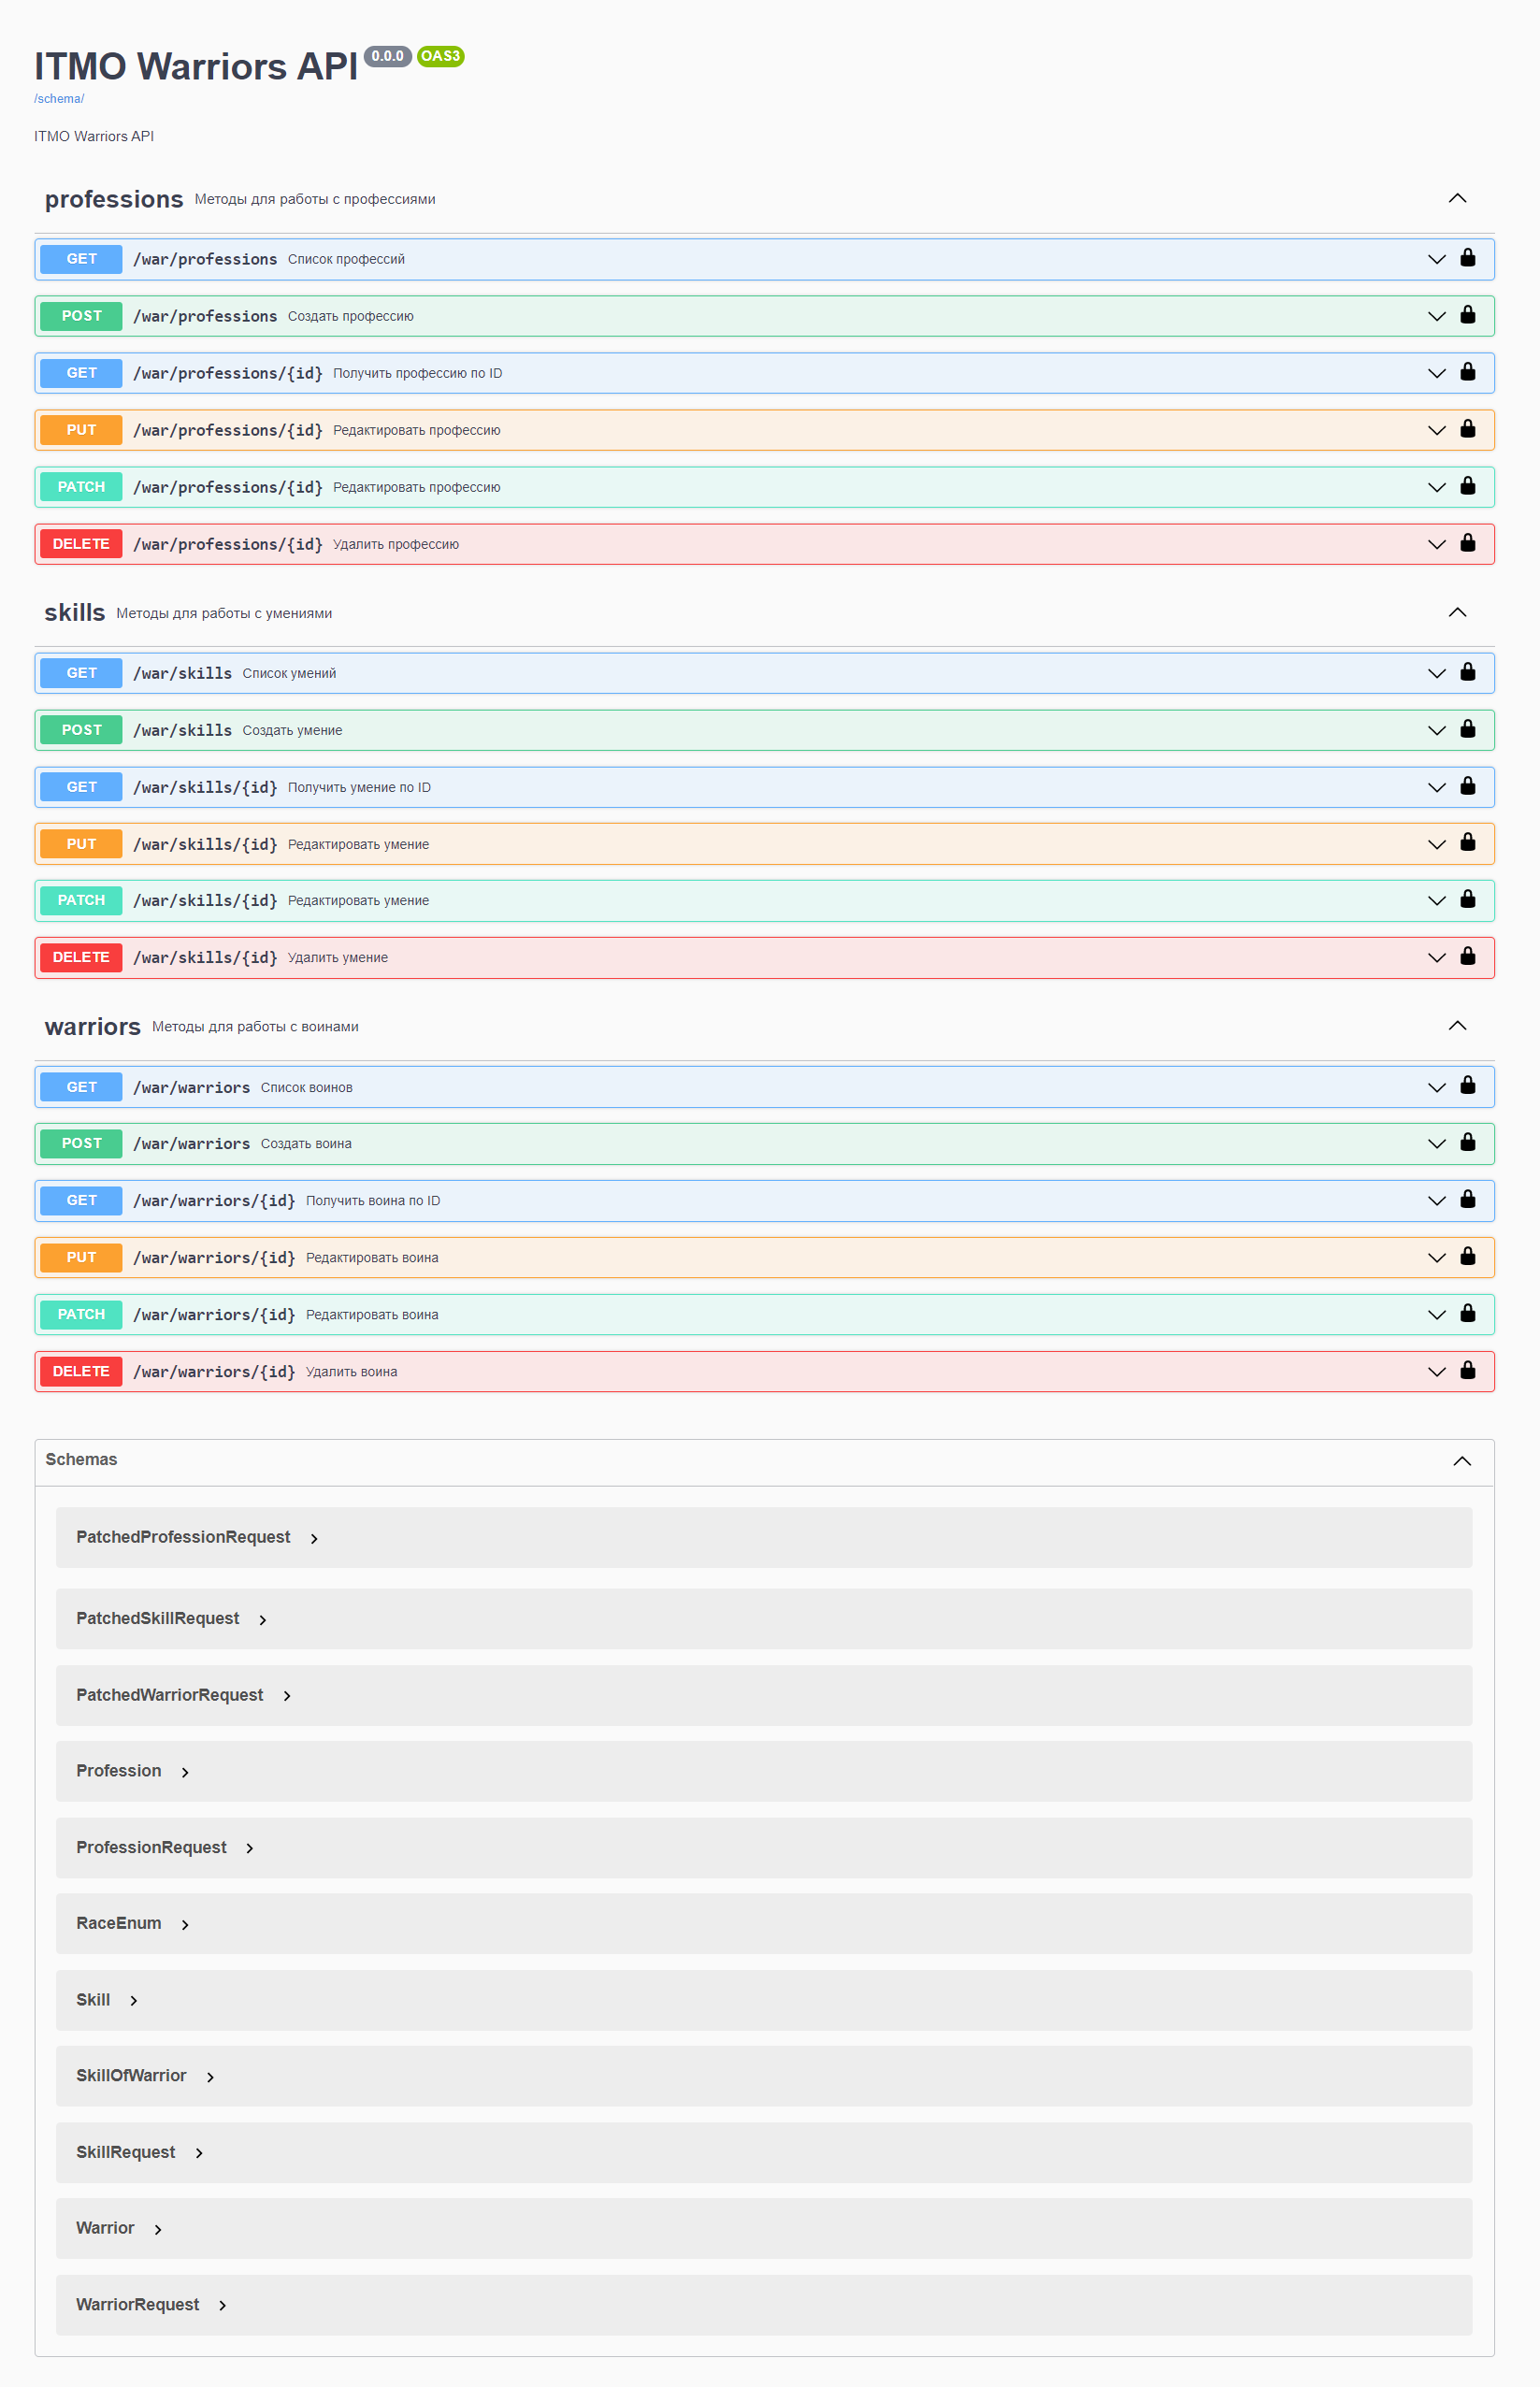 ITMO Warriors API 0.0.0 OAS3
/schema/
ITMO Warriors API
professions Методы для работы с профессиями
GET /war/professions Список профессий
POST /war/professions Создать профессию
GET /war/professions/{id} Получить профессию по ID
PUT /war/professions/{id} Редактировать профессию
PATCH /war/professions/{id} Редактировать профессию
DELETE /war/professions/{id} Удалить профессию
skills Методы для работы с умениями
GET /war/skills Список умений
POST /war/skills Создать умение
GET /war/skills/{id} Получить умение по ID
PUT /war/skills/{id} Редактировать умение
PATCH /war/skills/{id} Редактировать умение
DELETE /war/skills/{id} Удалить умение
warriors Методы для работы с воинами
GET /war/warriors Список воинов
POST /war/warriors Создать воина
GET /war/warriors/{id} Получить воина по ID
PUT /war/warriors/{id} Редактировать воина
PATCH /war/warriors/{id} Редактировать воина
DELETE /war/warriors/{id} Удалить воина
Schemas
PatchedProfessionRequest
PatchedSkillRequest
PatchedWarriorRequest
Profession
ProfessionRequest
RaceEnum
Skill
SkillOfWarrior
SkillRequest
Warrior
WarriorRequest